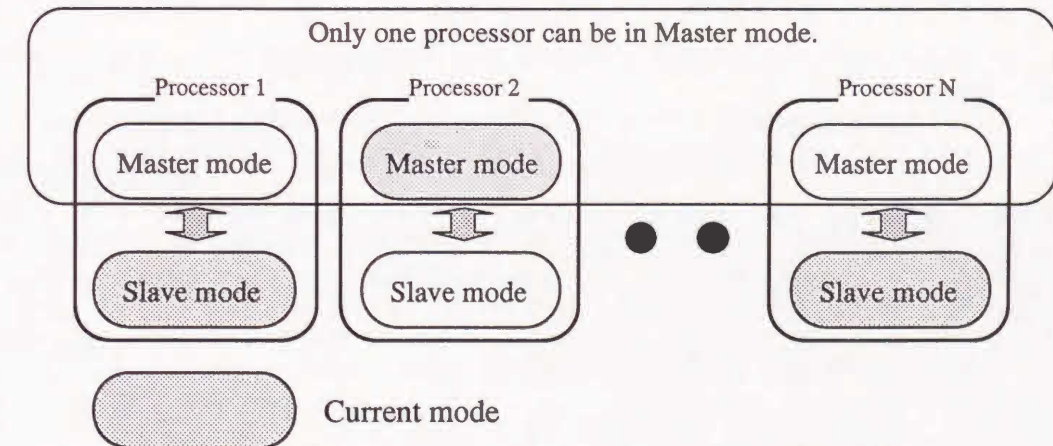 Only one processor can be in Master mode.
Processor 1
Processor 2
Processor N
Master mode
Master mode
Master mode
Slave mode
Slave mode
Slave mode
Current mode